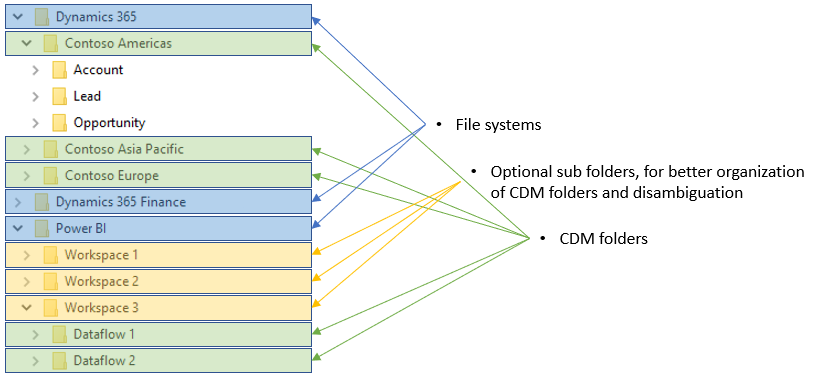 Dynamics 365
Contoso Americas
Account
Lead
Opportunity
Contoso Asia Pacific
Contoso Europe
Dynamics 365 Finance
Power BI
Workspace 1
Workspace 2
Workspace 3
Dataflow 1
Dataflow 2
• File systems
• Optional sub folders, for better organization
of CDM folders and disambiguation
• CDM folders